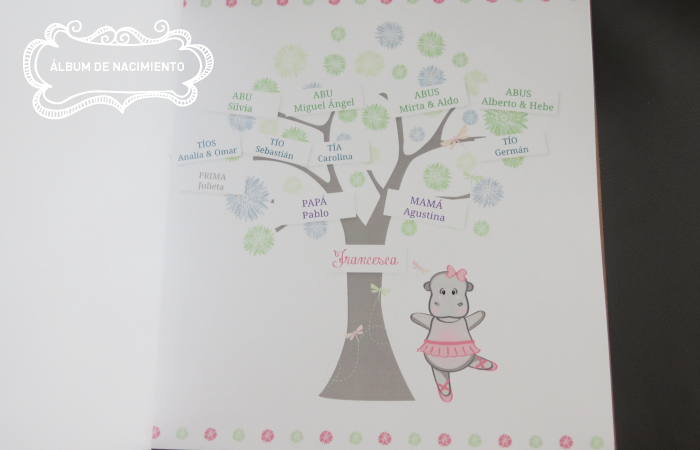 ÁLBUM DE NACIMIENTO
ABU
Silvia
ABU
Miguel Ángel
ABUS
Mirta & Aldo
ABUS
Alberto & Hebe
TÍOS
Analía & Omar
TÍO
Sebastián
TÍA
Carolina
TÍO
Germán
PRIMA
Julieta
PAPÁ
Pablo
MAMÁ
Agustina
Francesca